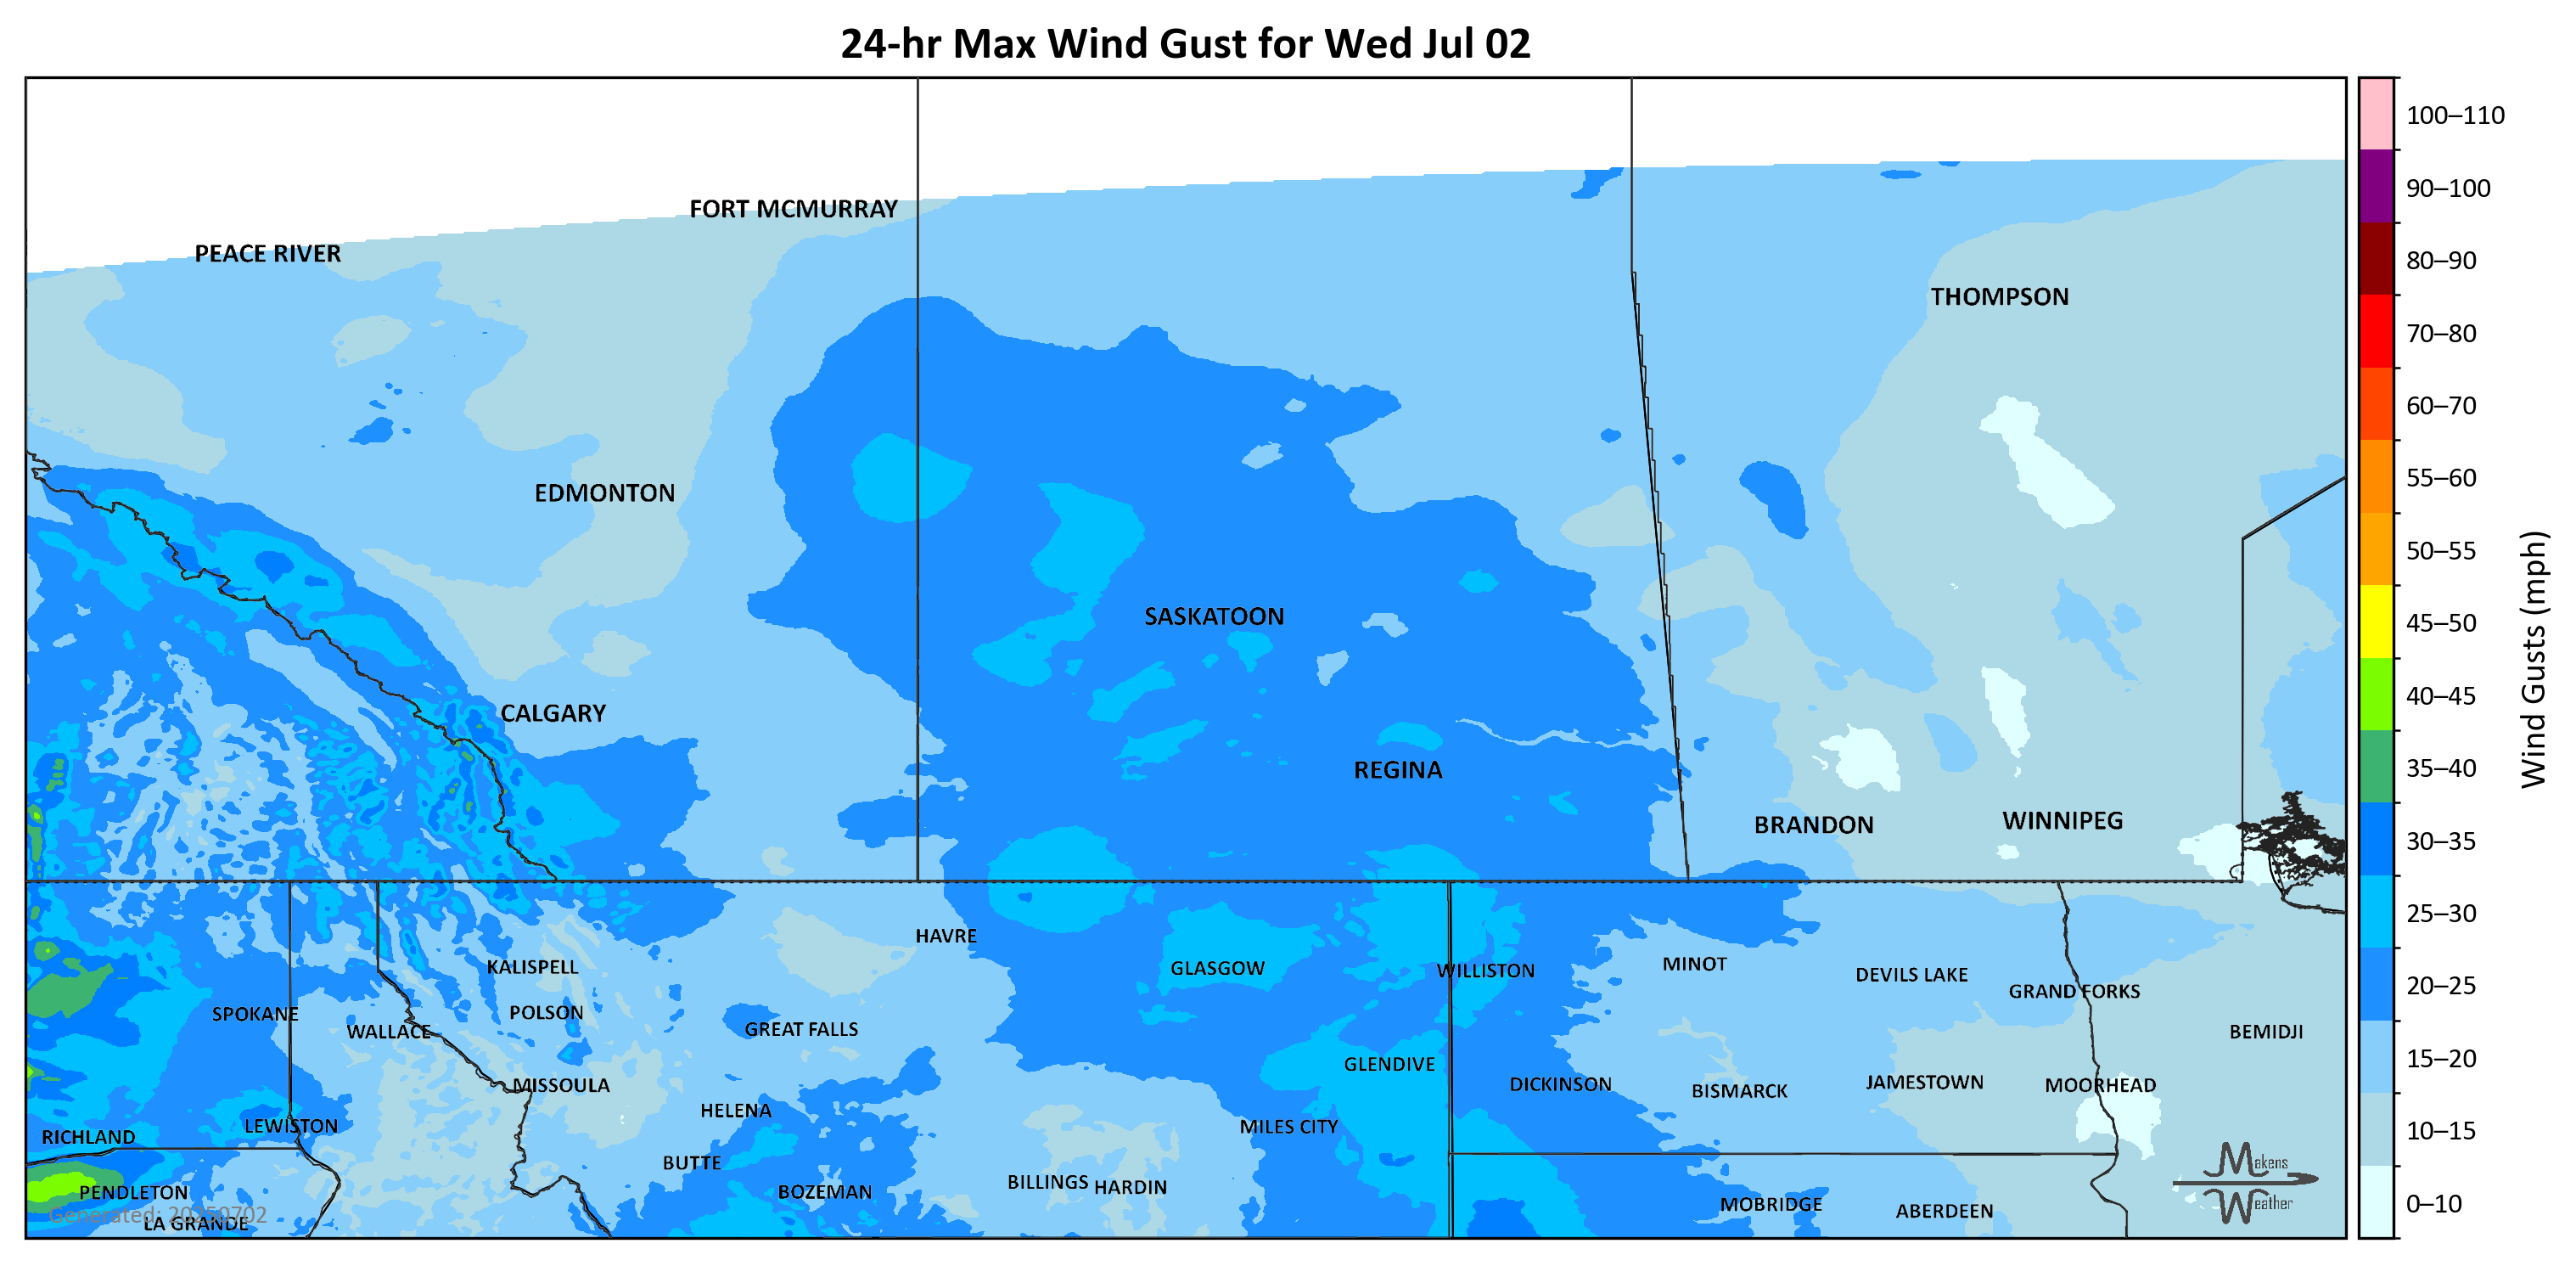 24-hr Max Wind Gust for Wed Jul 02
100–110
FORT MCMURRAY
90–100
PEACE RIVER
80–90
THOMPSON
70–80
60–70
55–60
EDMONTON
50–55
SASKATOON
45–50
Wind Gusts (mph)
40–45
CALGARY
35–40
REGINA
WINNIPEG
BRANDON
30–35
25–30
HAVRE
MINOT
KALISPELL
GLASGOW
WILLISTON
DEVILS LAKE
20–25
GRAND FORKS
POLSON
SPOKANE
GREAT FALLS
WALLACE
BEMIDJI
15–20
GLENDIVE
JAMESTOWN
DICKINSON
MISSOULA
MOORHEAD
BISMARCK
HELENA
LEWISTON
MILES CITY
10–15
RICHLAND
BUTTE
Makens
BILLINGS
HARDIN
PENDLETON
BOZEMAN
Weather
MOBRIDGE
0–10
ABERDEEN
Generated: 20250702
LA GRANDE